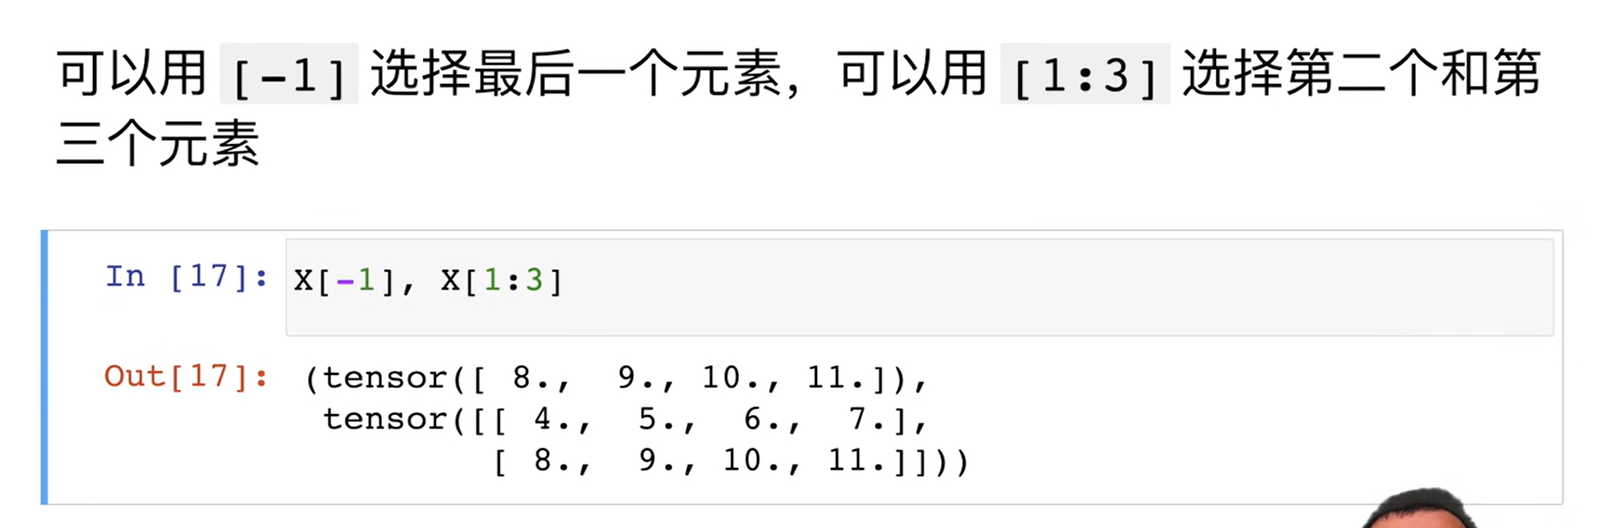 可以用 [-1] 选择最后一个元素，可以用 [1:3] 选择第二个和第
三个元素
In [17]: X[-1], X[1:3]
Out[17]: (tensor([ 8.,  9., 10., 11.]),
 tensor([[ 4.,  5.,  6.,  7.],
         [ 8.,  9., 10., 11.]]))